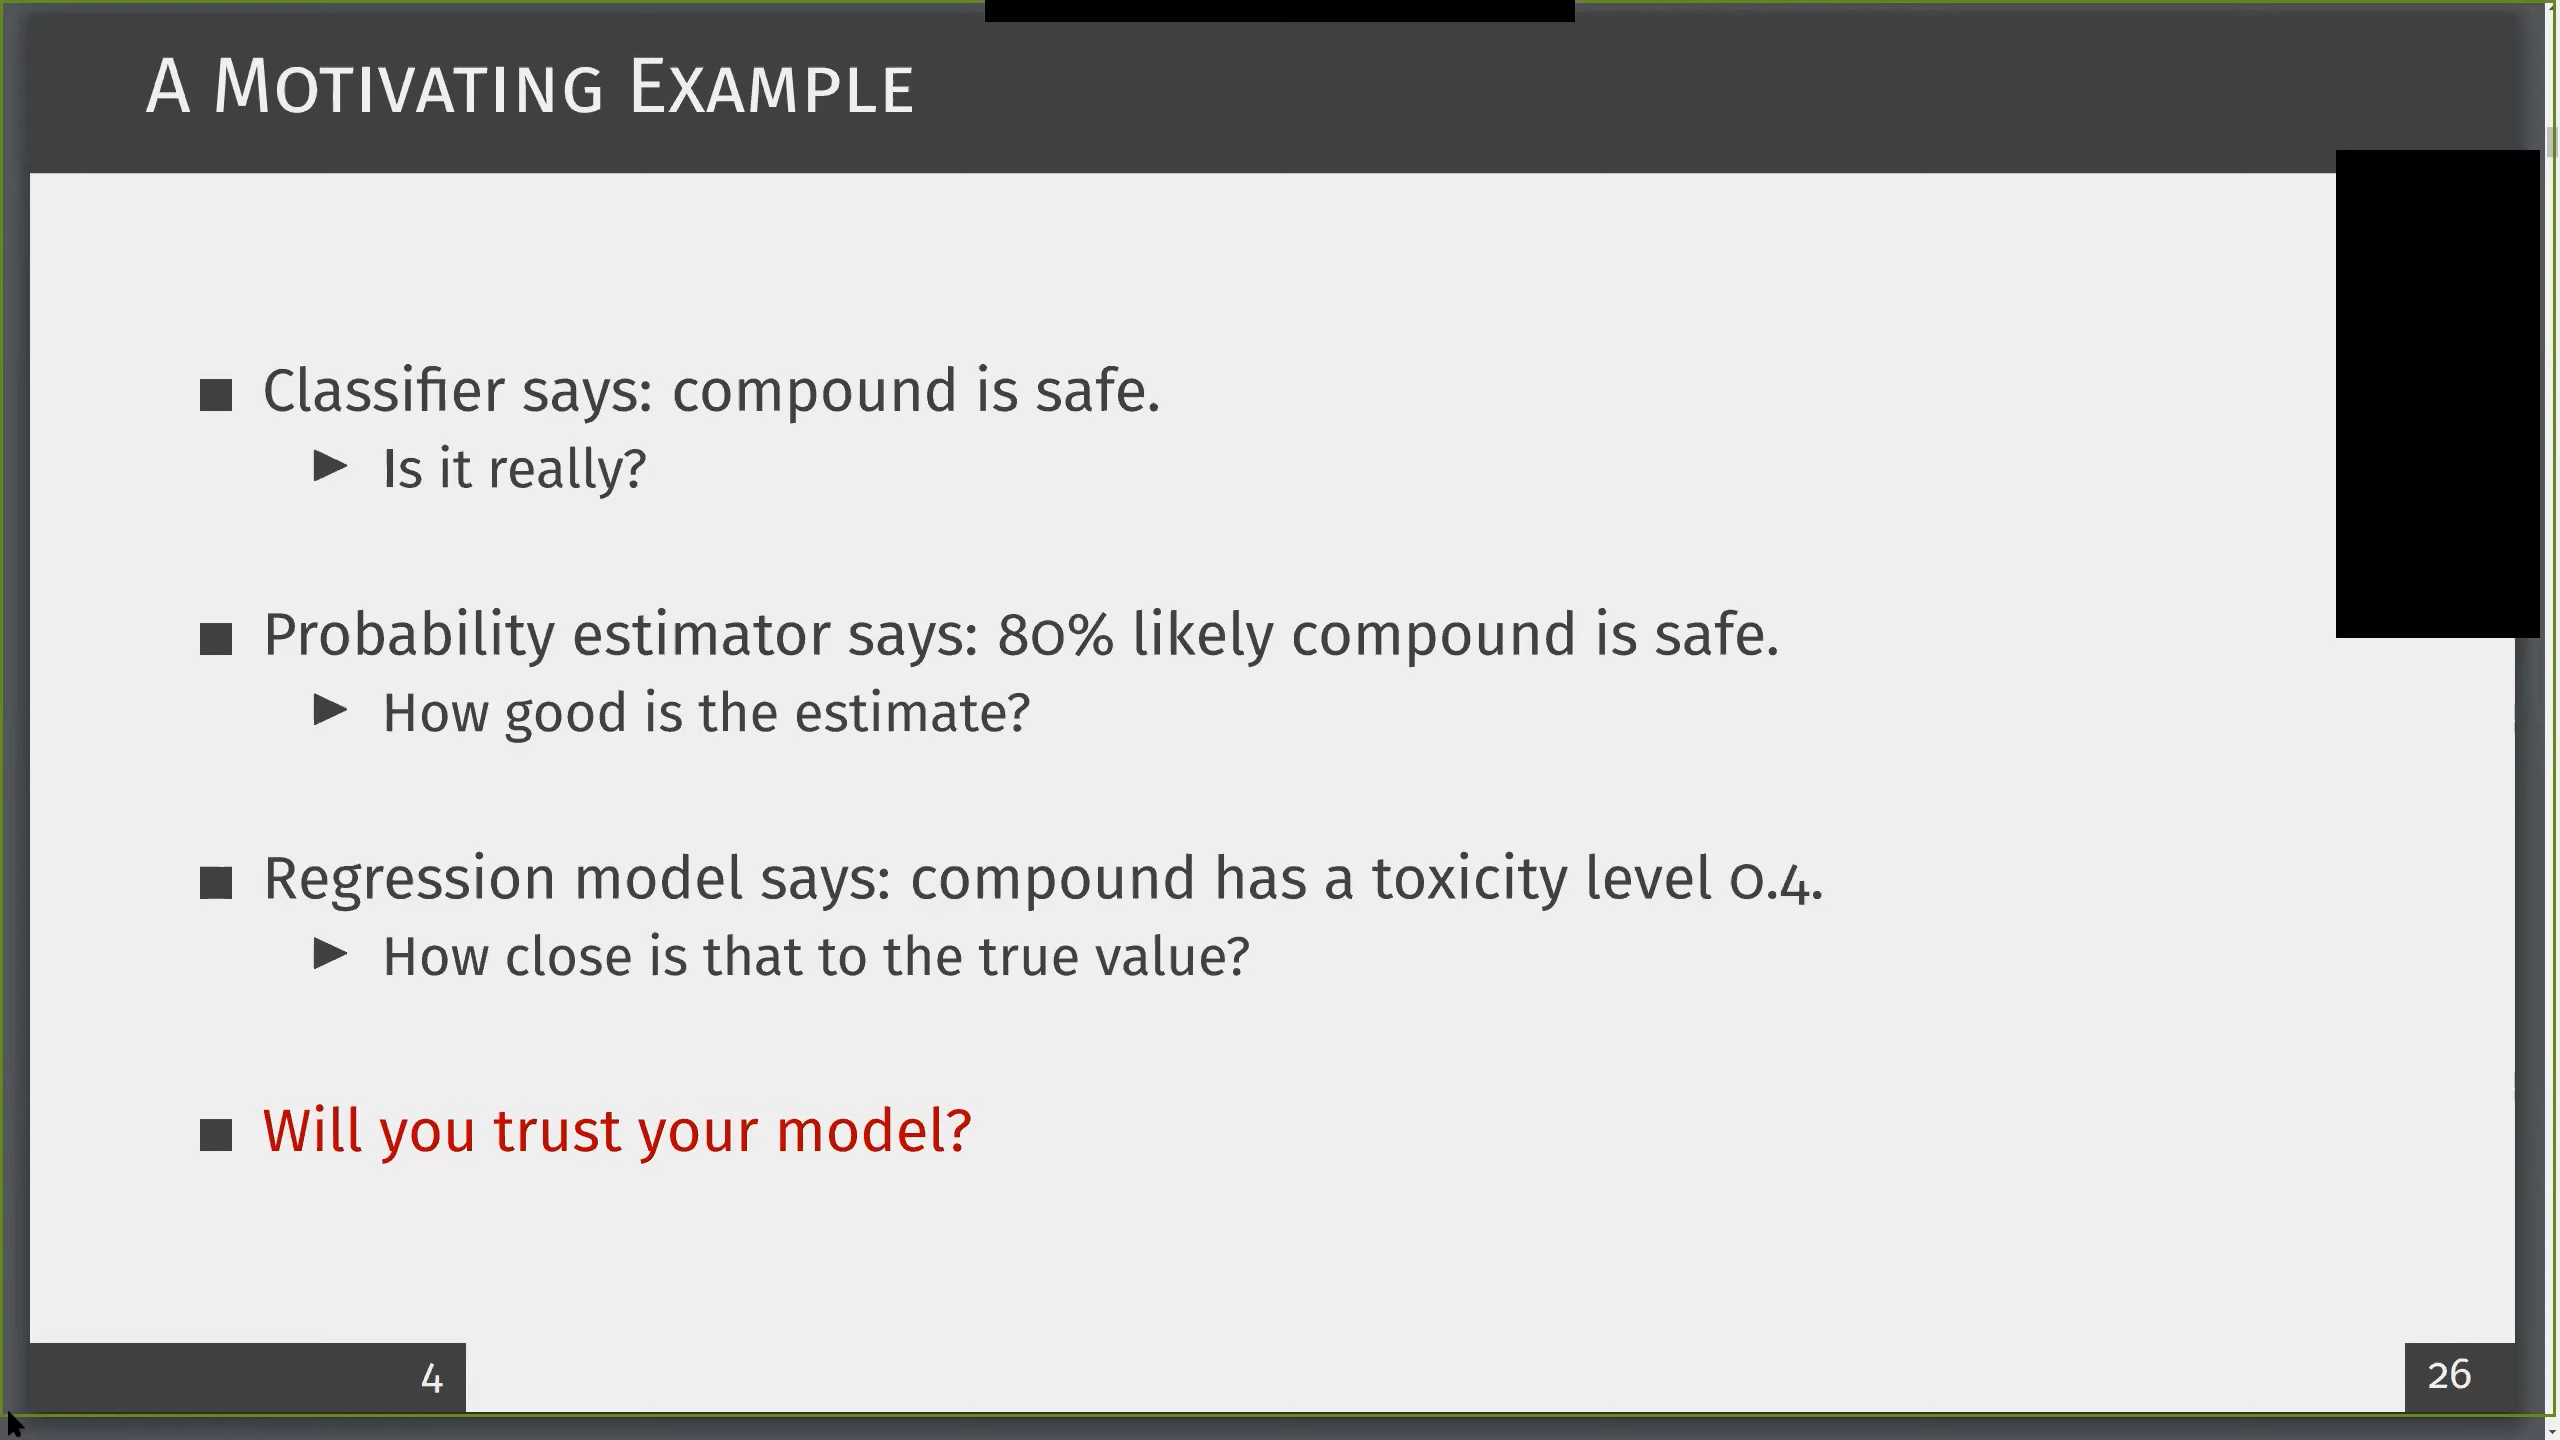 A Motivating Example
■ Classifier says: compound is safe.
▶ Is it really?
■ Probability estimator says: 80% likely compound is safe.
▶ How good is the estimate?
■ Regression model says: compound has a toxicity level 0.4.
▶ How close is that to the true value?
■ Will you trust your model?
4
26